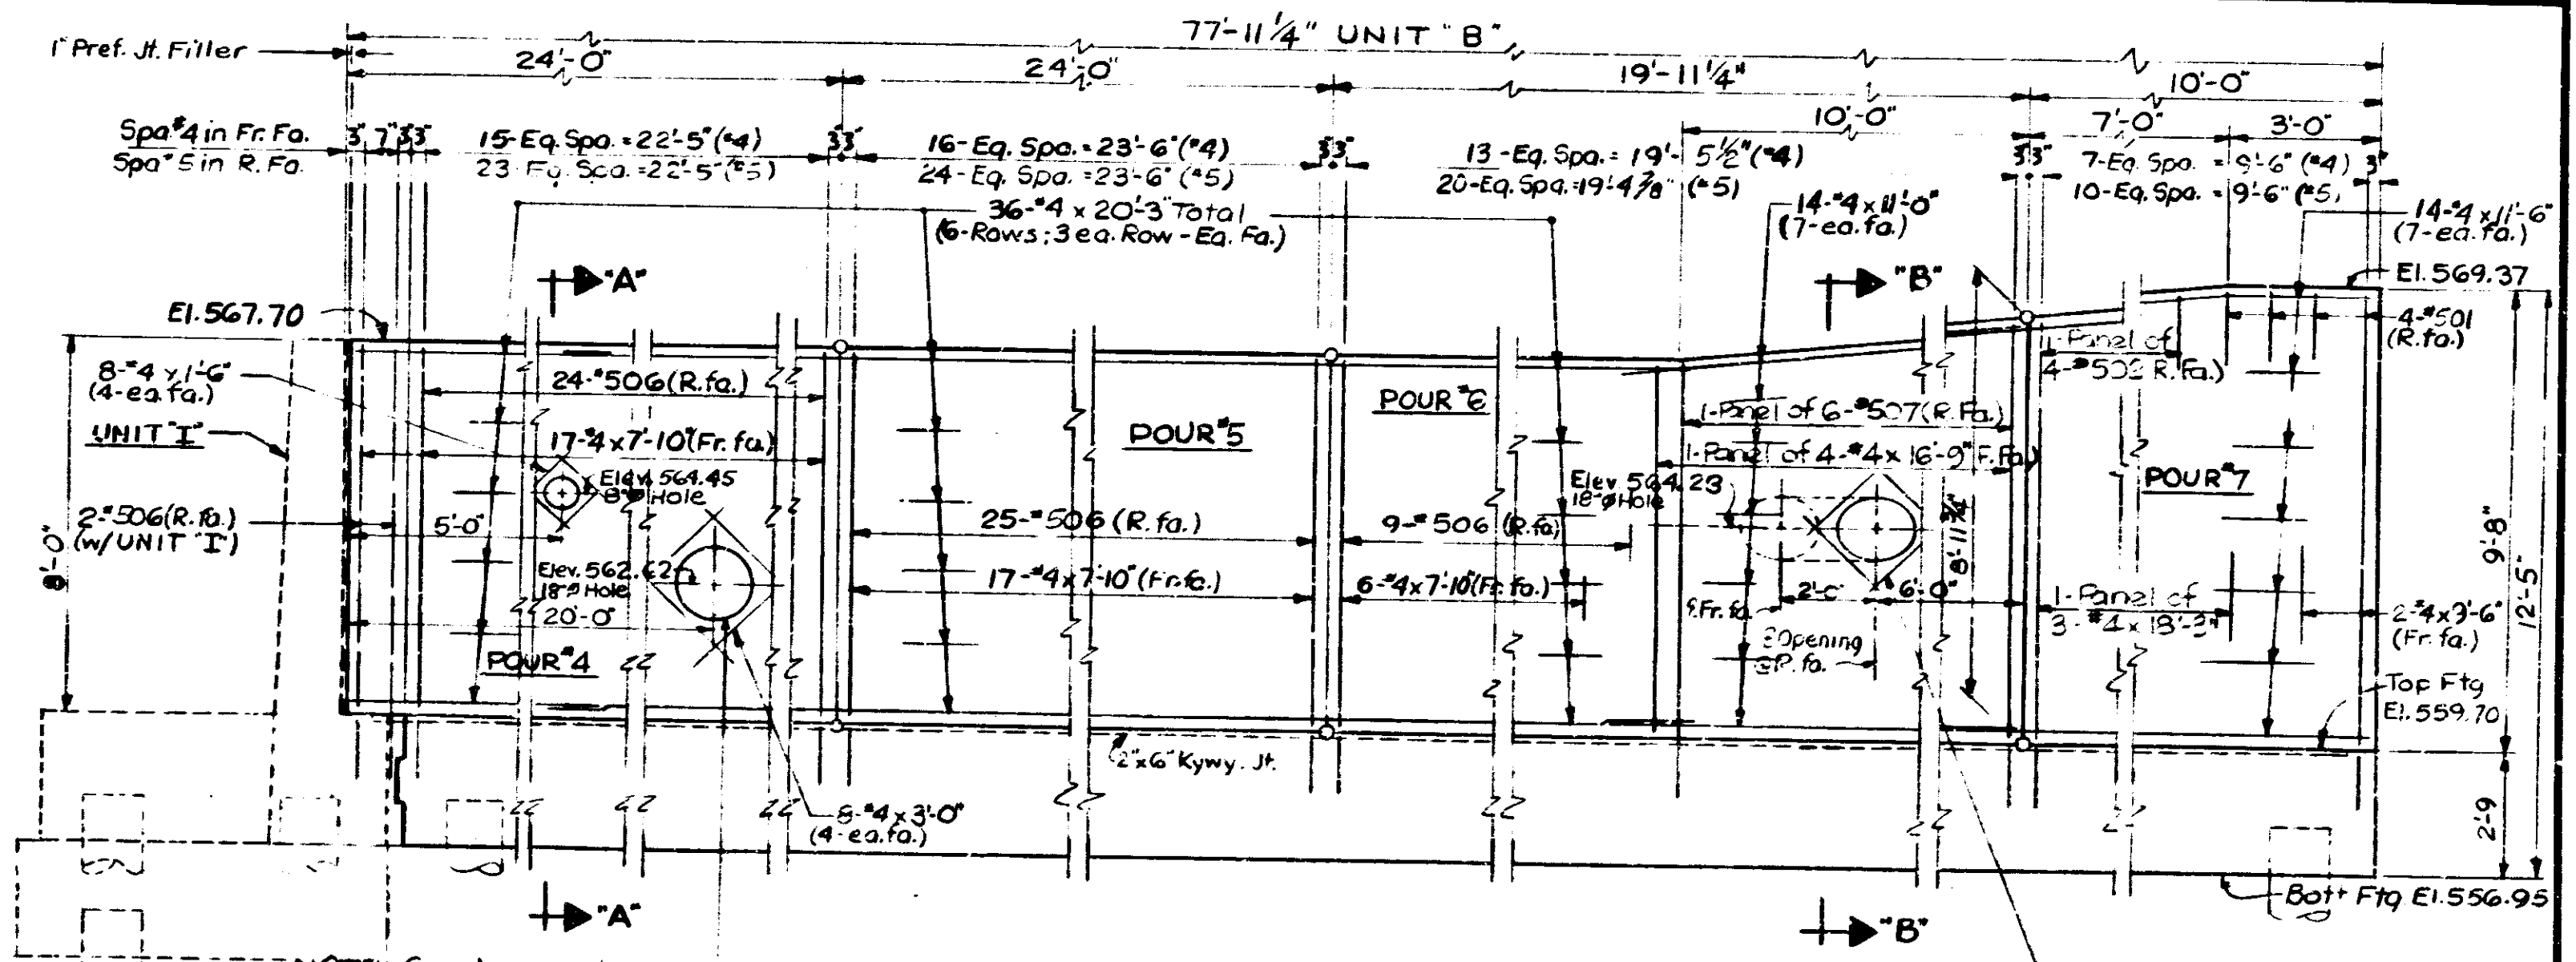 77'-11 1/4" UNIT "B"
1" Pref. Jt. Filler
24'-0"
24'-0"
19'-11 1/4"
10'-0"
10'-0"
7'-0"
3'-0"
Spa #4 in Fr. Fa.
Spa #5 in R. Fa.
3" 7" 3" 3"
15-Eq. Spa. = 22'-5" (#4)
23-Eq. Spa. = 22'-5" (#5)
3" 3"
16-Eq. Spa. = 23'-6" (#4)
24-Eq. Spa. = 23'-6" (#5)
3" 3"
13-Eq. Spa. = 19'-5 1/2" (#4)
20-Eq. Spa. = 19'-4 7/8" (#5)
3" 3"
7-Eq. Spa. = 9'-6" (#4)
10-Eq. Spa. = 9'-6" (#5)
3"
36-#4 x 20'-3" Total
(6-Rows; 3 ea. Row - Ea. Fa.)
14-#4 x 11'-0"
(7-ea. fa.)
14-#4 x 11'-6"
(7-ea. fa.)
"A"
"B"
El. 567.70
El. 569.37
4-#501
(R. fa.)
8-#4 x 1'-6"
(4-ea. fa.)
UNIT "I"
24-#506 (R. fa.)
17-#4 x 7'-10" (Fr. fa.)
Elev. 564.45
8"ø Hole
2-#506 (R. fa.)
(w/UNIT "I")
5'-0"
8'-0"
Elev. 562.62
18"ø Hole
20'-0"
POUR #4
POUR #5
25-#506 (R. fa.)
17-#4 x 7'-10" (Fr. fa.)
POUR #6
9-#506 (R. fa.)
6-#4 x 7'-10" (Fr. fa.)
1-Panel of 6-#507 (R. Fa.)
1-Panel of 4-#4 x 16'-9" F. Fa.)
Elev. 564.23
18"ø Hole
2'-0"
6'-0"
8'-11 3/4"
Fr. fa.
Opening
fa.
1-Panel of
R. Fa.)
POUR #7
1-Panel of
3-#4 x 18'-3"
2-#4 x 9'-6"
(Fr. fa.)
9'-8"
12'-5"
2'-9
Top Ftg
El. 559.70
2"x6" Kywy. Jt.
8-#4 x 3'-0"
(4-ea. fa.)
"A"
"B"
Bott Ftg El. 556.95